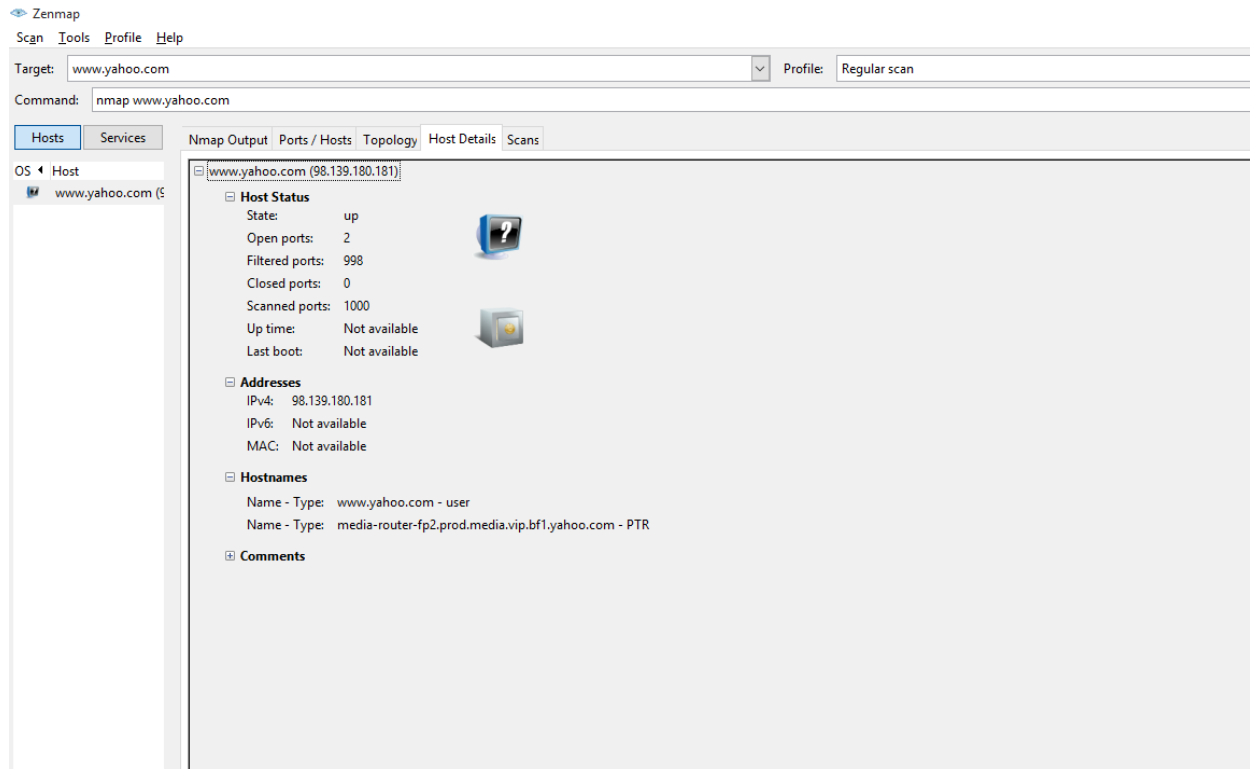 Zenmap
Scan Tools Profile Help
Target: www.yahoo.com Profile: Regular scan
Command: nmap www.yahoo.com
Hosts Services Nmap Output Ports / Hosts Topology Host Details Scans
OS Host
www.yahoo.com (9
www.yahoo.com (98.139.180.181)
Host Status
State: up
Open ports: 2
Filtered ports: 998
Closed ports: 0
Scanned ports: 1000
Up time: Not available
Last boot: Not available
Addresses
IPv4: 98.139.180.181
IPv6: Not available
MAC: Not available
Hostnames
Name - Type: www.yahoo.com - user
Name - Type: media-router-fp2.prod.media.vip.bf1.yahoo.com - PTR
Comments